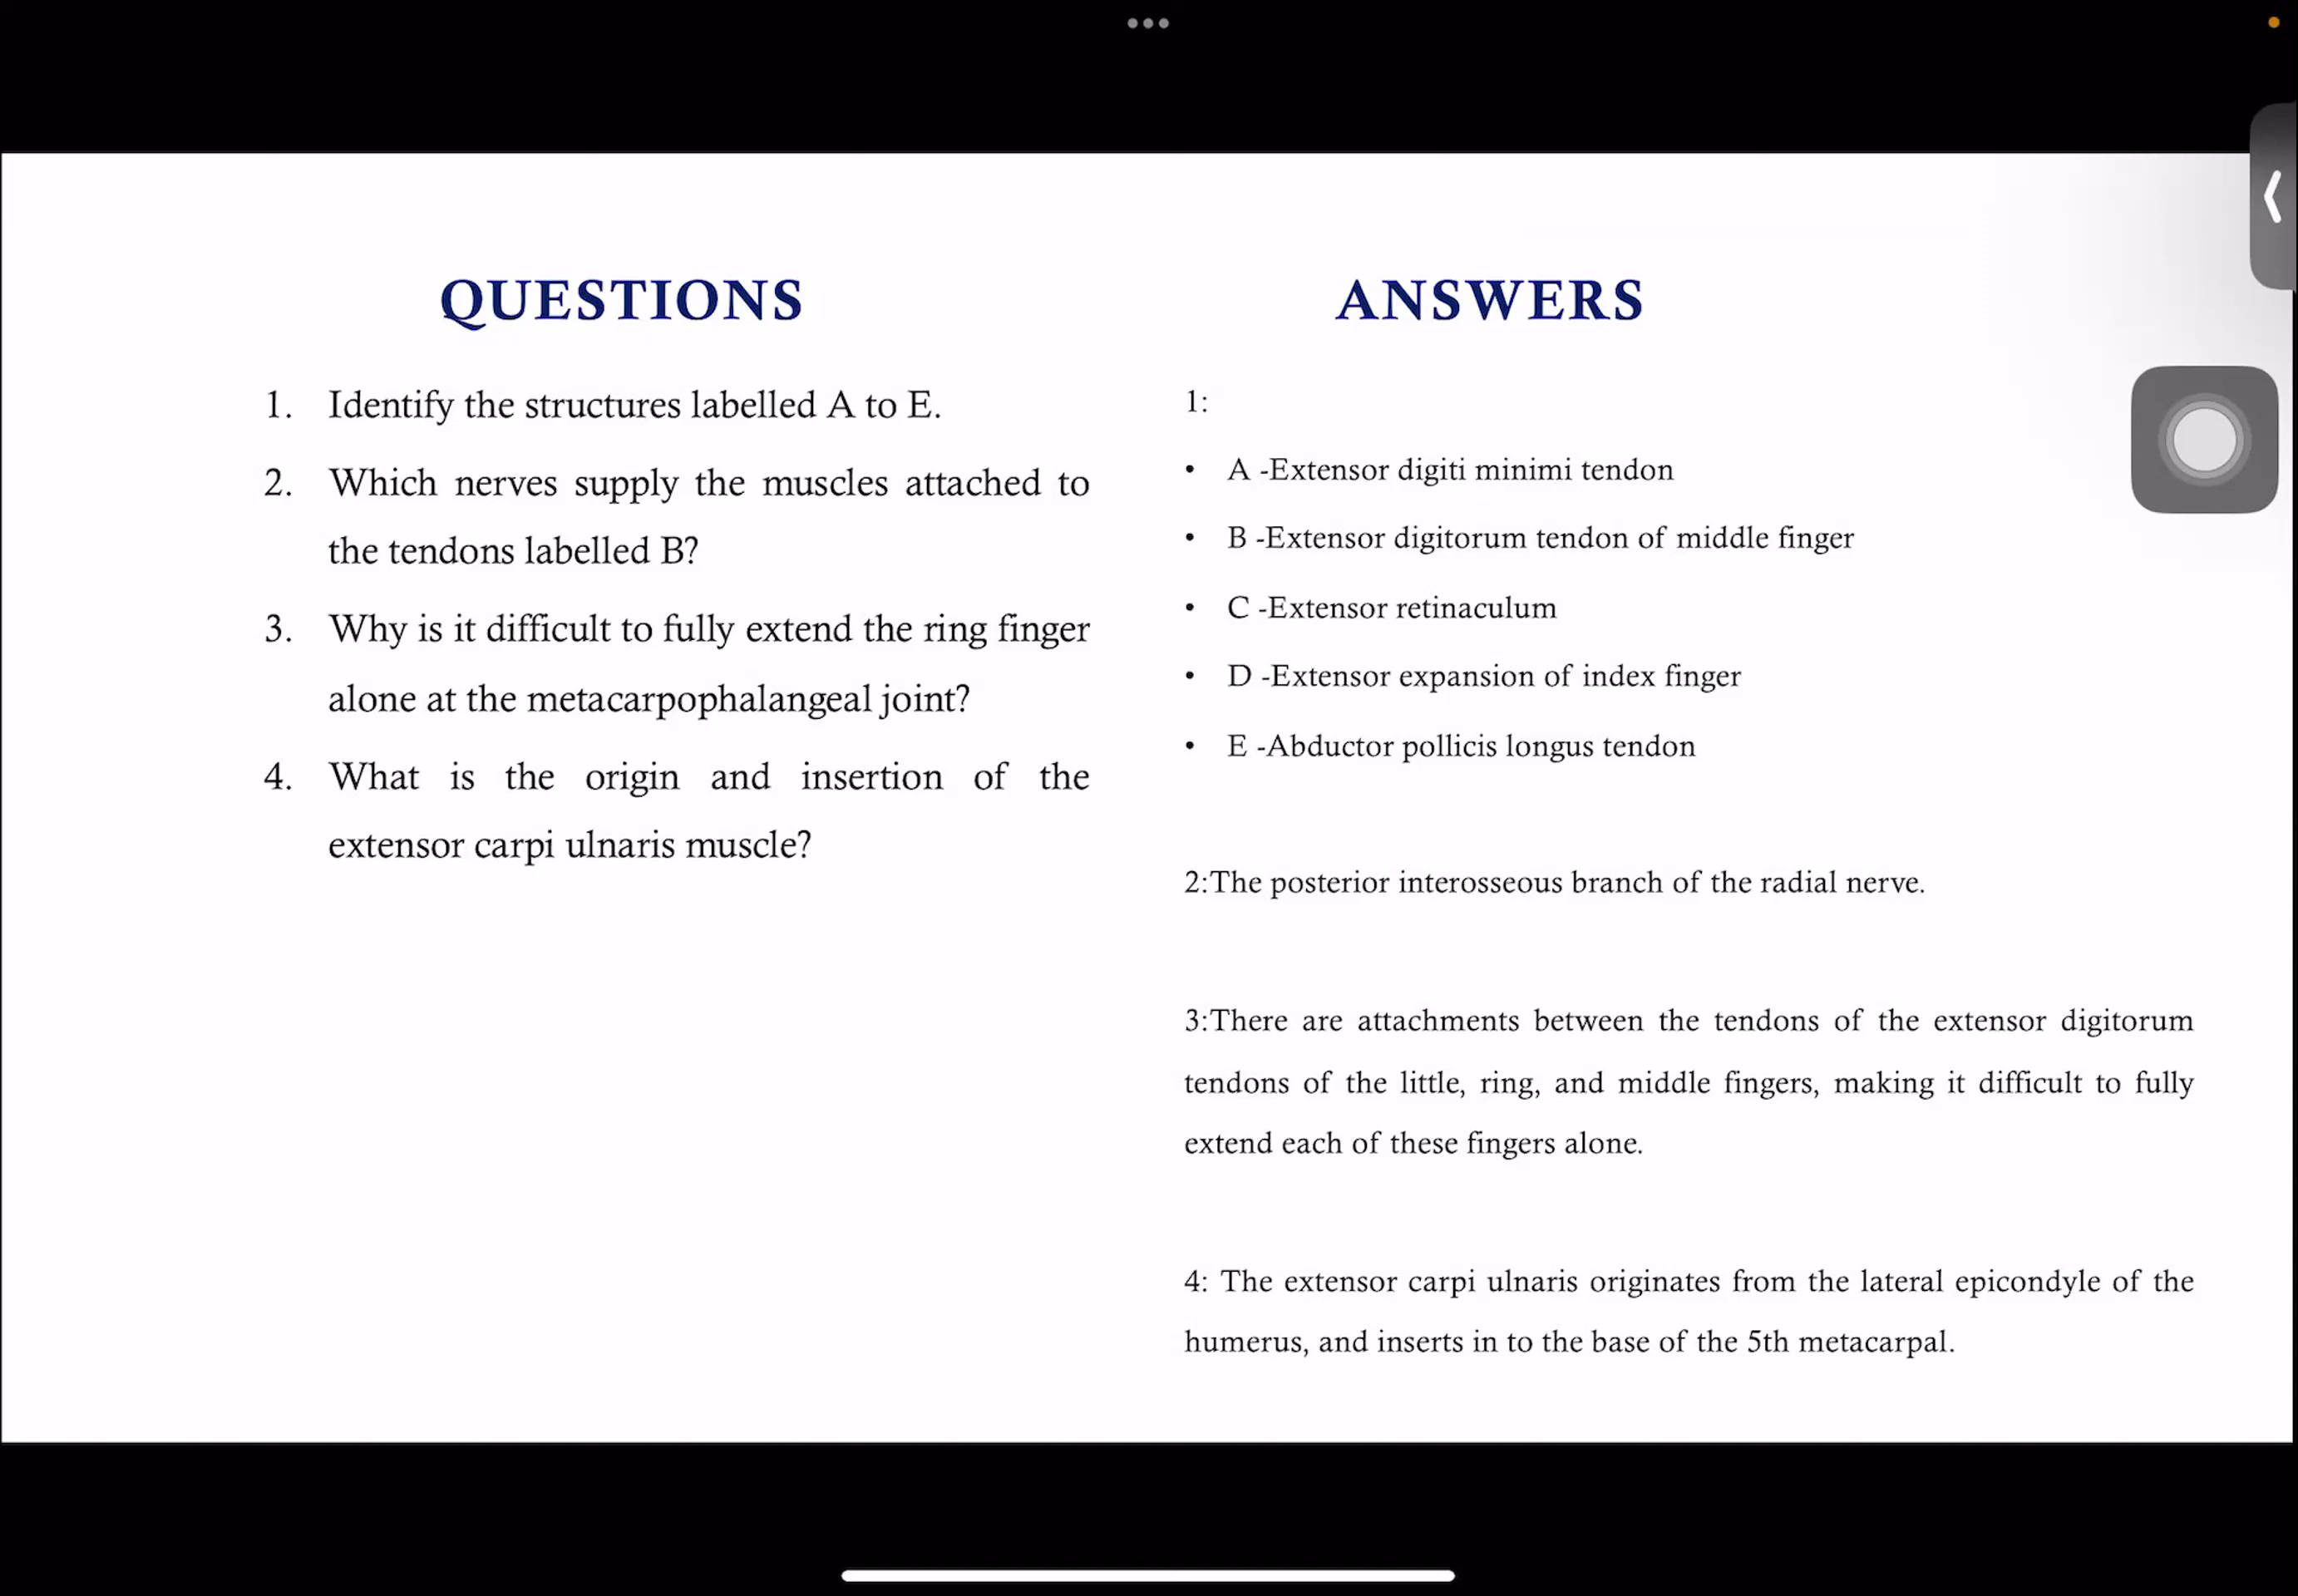 QUESTIONS
1. Identify the structures labelled A to E.
2. Which nerves supply the muscles attached to
the tendons labelled B?
3. Why is it difficult to fully extend the ring finger
alone at the metacarpophalangeal joint?
4. What is the origin and insertion of the
extensor carpi ulnaris muscle?
ANSWERS
1:
• A -Extensor digiti minimi tendon
• B -Extensor digitorum tendon of middle finger
• C -Extensor retinaculum
• D -Extensor expansion of index finger
• E -Abductor pollicis longus tendon
2:The posterior interosseous branch of the radial nerve.
3:There are attachments between the tendons of the extensor digitorum
tendons of the little, ring, and middle fingers, making it difficult to fully
extend each of these fingers alone.
4: The extensor carpi ulnaris originates from the lateral epicondyle of the
humerus, and inserts in to the base of the 5th metacarpal.